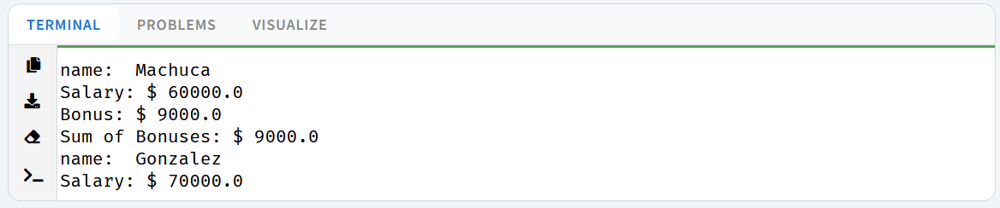 TERMINAL PROBLEMS VISUALIZE
name:  Machuca
Salary: $ 60000.0
Bonus: $ 9000.0
Sum of Bonuses: $ 9000.0
name:  Gonzalez
Salary: $ 70000.0